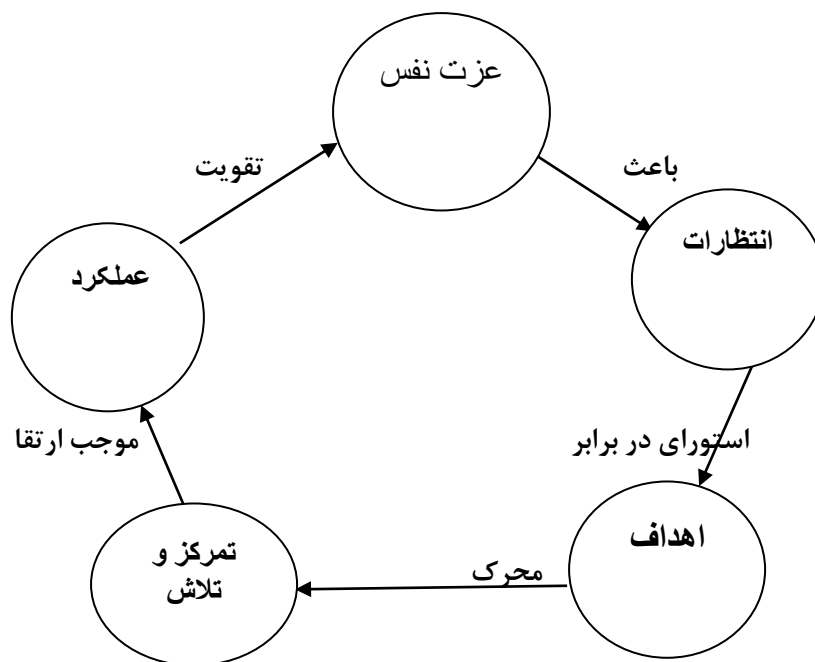 عزت نفس
تقویت
باعث
انتظارات
عملکرد
استورای در برابر
موجب ارتقا
اهداف
محرک
تمرکز و
تلاش